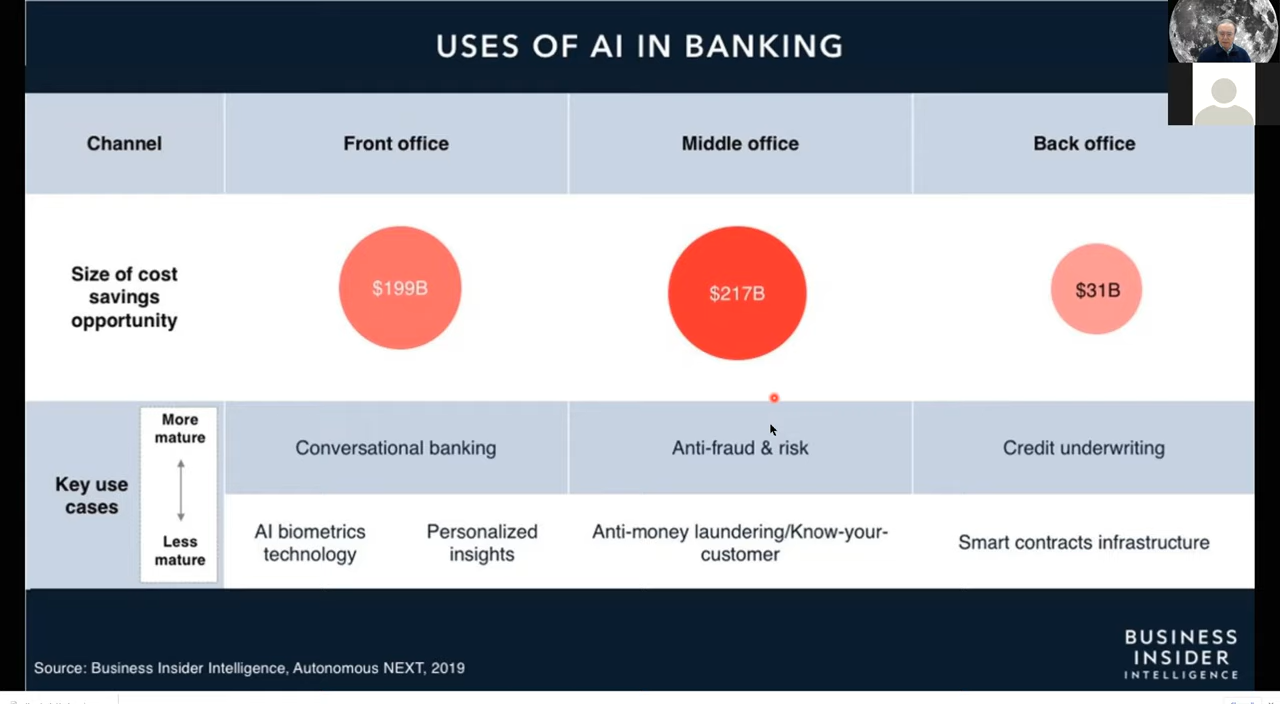 USES OF AI IN BANKING
Channel
Front office
Middle office
Back office
Size of cost
savings
opportunity
$199B
$217B
$31B
Key use
cases
More
mature
Less
mature
Conversational banking
Anti-fraud & risk
Credit underwriting
AI biometrics
technology
Personalized
insights
Anti-money laundering/Know-your-
customer
Smart contracts infrastructure
Source: Business Insider Intelligence, Autonomous NEXT, 2019
BUSINESS
INSIDER
INTELLIGENCE